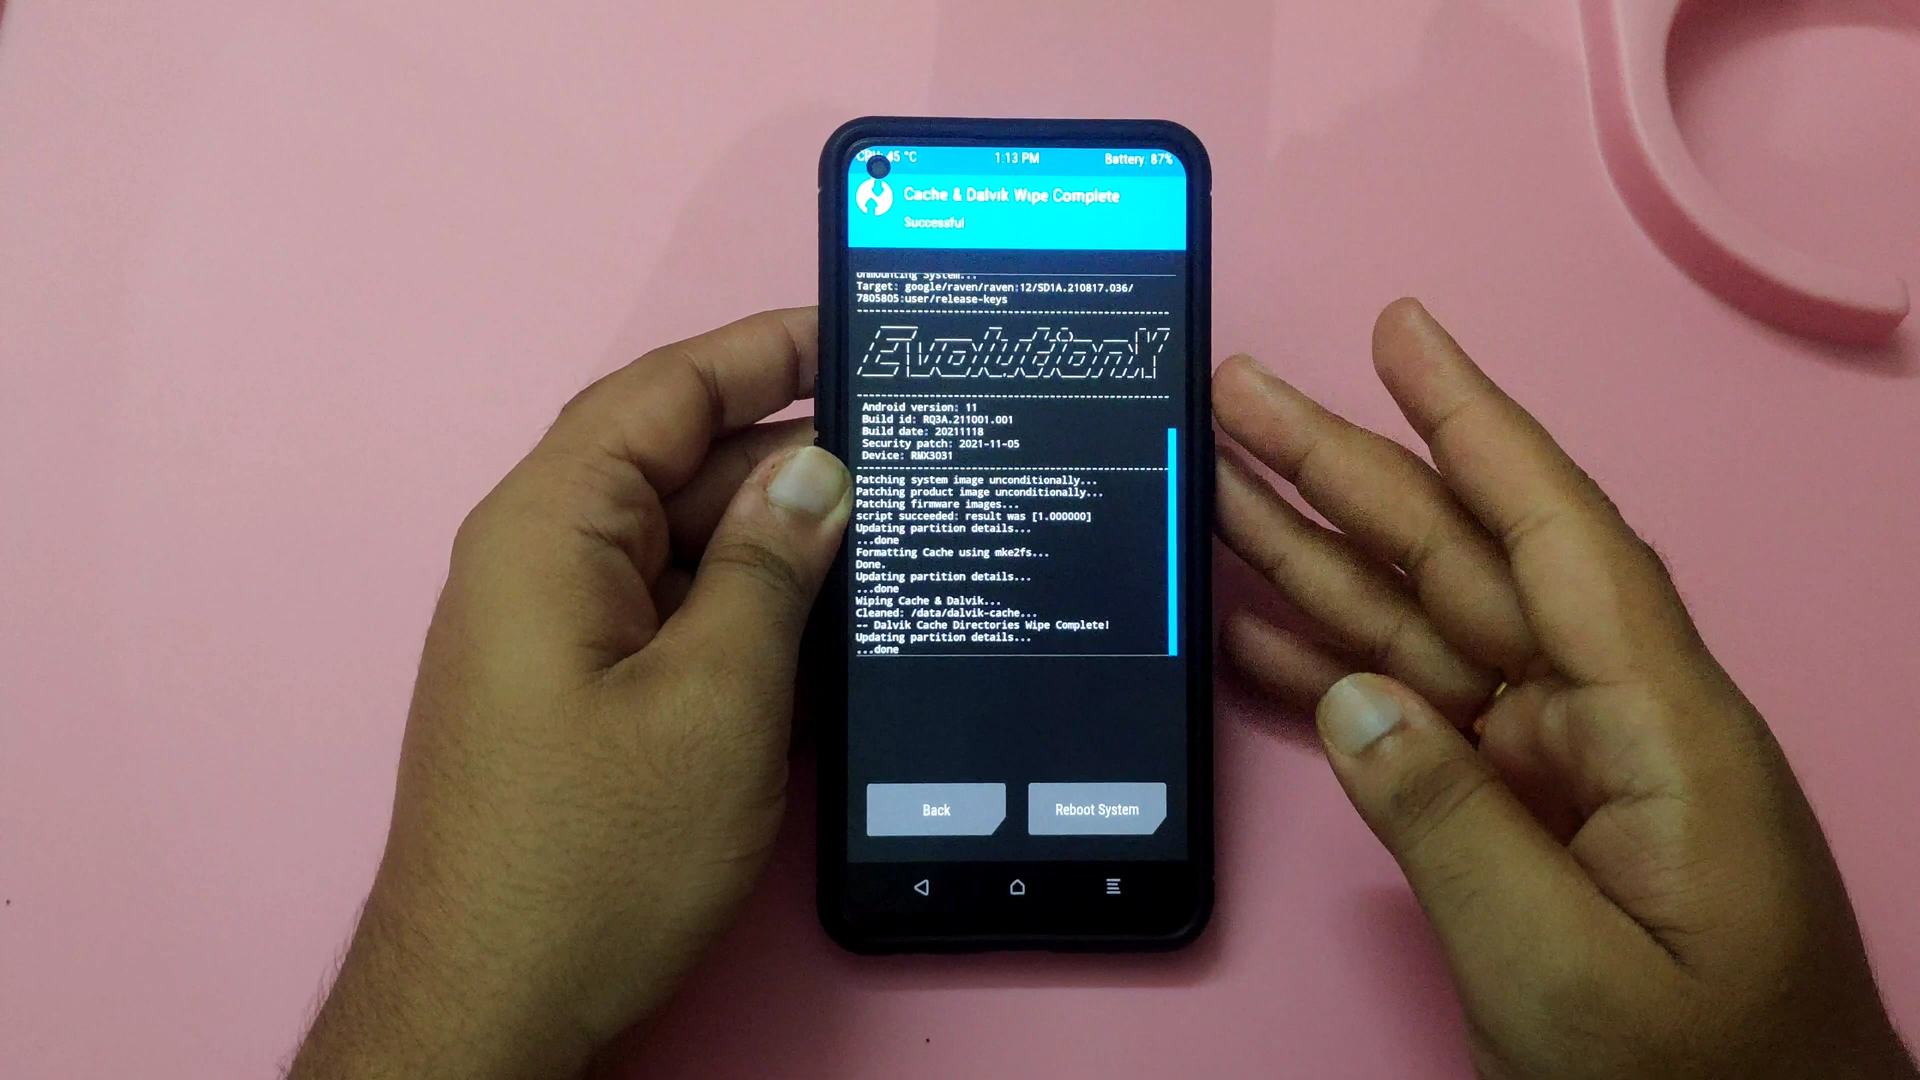 CPU: 45 °C 1:13 PM Battery: 87%
Cache & Dalvik Wipe Complete
Successful
Unmounting System...
Target: google/raven/raven:12/SD1A.210817.036/
7805805:user/release-keys
EvolutionX
Android version: 11
Build id: RQ3A.211001.001
Build date: 20211118
Security patch: 2021-11-05
Device: RMX3031
Patching system image unconditionally...
Patching product image unconditionally...
Patching firmware images...
script succeeded: result was [1.000000]
Updating partition details...
...done
Formatting Cache using mke2fs...
Done.
Updating partition details...
...done
Wiping Cache & Dalvik...
Cleaned: /data/dalvik-cache...
-- Dalvik Cache Directories Wipe Complete!
Updating partition details...
...done
Back Reboot System